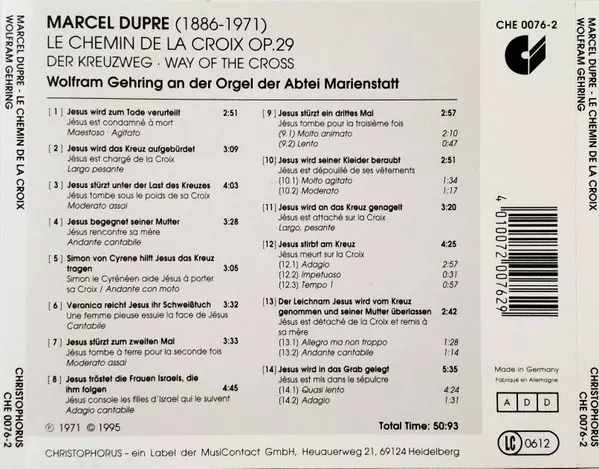 MARCEL DUPRE - LE CHEMIN DE LA CROIX
WOLFRAM GEHRING
CHRISTOPHORUS
CHE 0076-2
MARCEL DUPRE (1886-1971)
LE CHEMIN DE LA CROIX OP.29
DER KREUZWEG · WAY OF THE CROSS
Wolfram Gehring an der Orgel der Abtei Marienstatt
[ 1 ] Jesus wird zum Tode verurteilt 2:51
Jésus est condamné à mort
Maestoso · Agitato
[ 2 ] Jesus wird das Kreuz aufgebürdet 3:09
Jésus est chargé de la Croix
Largo pesante
[ 3 ] Jesus stürzt unter der Last des Kreuzes 4:03
Jésus tombe sous le poids de sa Croix
Moderato assai
[ 4 ] Jesus begegnet seiner Mutter 3:28
Jésus rencontre sa mère
Andante cantabile
[ 5 ] Simon von Cyrene hilft Jesus das Kreuz
tragen 3:05
Simon le Cyrénéen aide Jésus à porter
sa Croix / Andante con moto
[ 6 ] Veronica reicht Jesus ihr Schweißtuch 3:32
Une femme pieuse essuie la face de Jésus
Cantabile
[ 7 ] Jesus stürzt zum zweiten Mal 3:33
Jésus tombe à terre pour la seconde fois
Moderato assai
[ 8 ] Jesus tröstet die Frauen Israels, die
ihm folgen 4:45
Jésus console les filles d'Israel qui le suivent
Adagio cantabile
℗ 1971 © 1995
[ 9 ] Jesus stürzt ein drittes Mal 2:57
Jésus tombe pour la troisième fois
(9.1) Molto animato 2:10
(9.2) Lento 0:47
[10] Jesus wird seiner Kleider beraubt 2:51
Jésus est dépouillé de ses vêtements
(10.1) Molto agitato 1:34
(10.2) Moderato 1:17
[11] Jesus wird an das Kreuz genagelt 3:20
Jésus est attaché sur la Croix
Largo, pesante
[12] Jesus stirbt am Kreuz 4:25
Jésus meurt sur la Croix
(12.1) Adagio 2:57
(12.2) Impetuoso 0:31
(12.3) Tempo 1 0:57
[13] Der Leichnam Jesus wird vom Kreuz
genommen und seiner Mutter überlassen 2:42
Jésus est détaché de la Croix et remis à
sa mère
(13.1) Allegro ma non troppo 1:28
(13.2) Andante cantabile 1:14
[14] Jesus wird in das Grab gelegt 5:35
Jésus est mis dans le sépulcre
(14.1) Quasi lento 4:24
(14.2) Adagio 1:31
Total Time: 50:93
CHRISTOPHORUS – ein Label der MusiContact GmbH, Heuauerweg 21, 69124 Heidelberg
CHE 0076-2
4 010072 007629
Made in Germany
Fabriqué en Allemagne
A D D
LC 0612
MARCEL DUPRE - LE CHEMIN DE LA CROIX
WOLFRAM GEHRING
CHRISTOPHORUS
CHE 0076-2